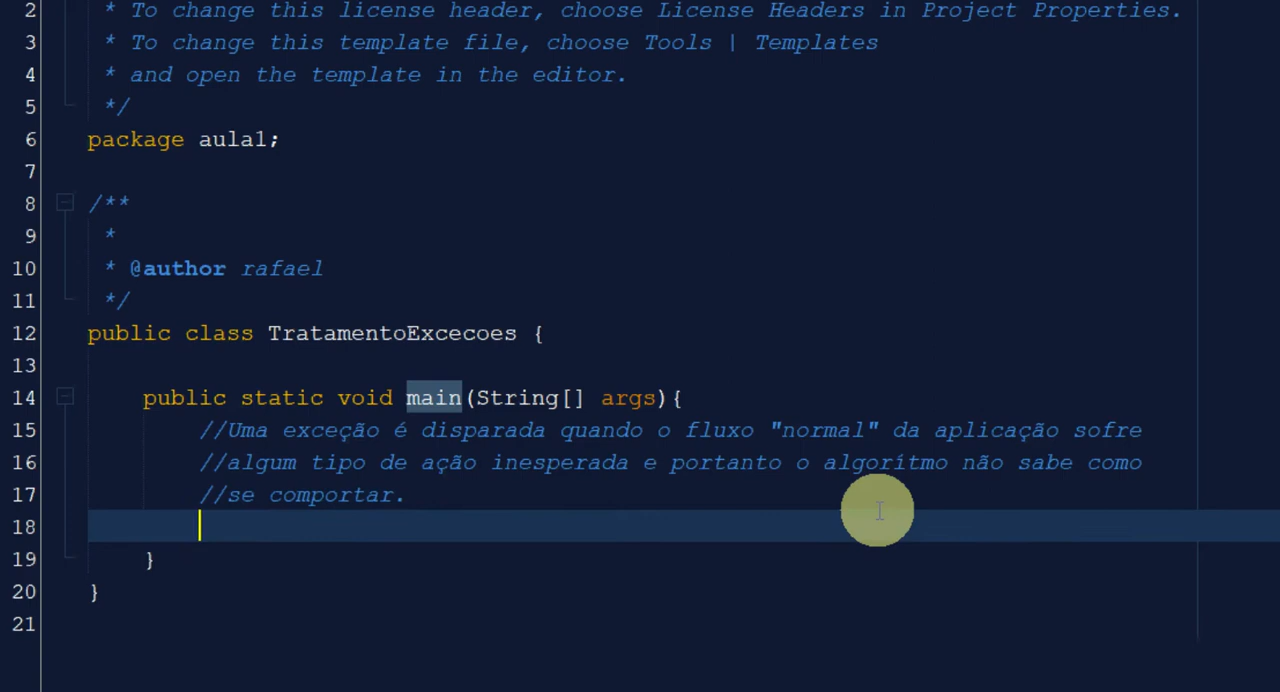 2 * To change this license header, choose License Headers in Project Properties.
3 * To change this template file, choose Tools | Templates
4 * and open the template in the editor.
5 */
6 package aula1;
7
8 /**
9 *
10 * @author rafael
11 */
12 public class TratamentoExcecoes {
13
14 public static void main(String[] args){
15 //Uma exceção é disparada quando o fluxo "normal" da aplicação sofre
16 //algum tipo de ação inesperada e portanto o algorítmo não sabe como
17 //se comportar.
18
19 }
20 }
21